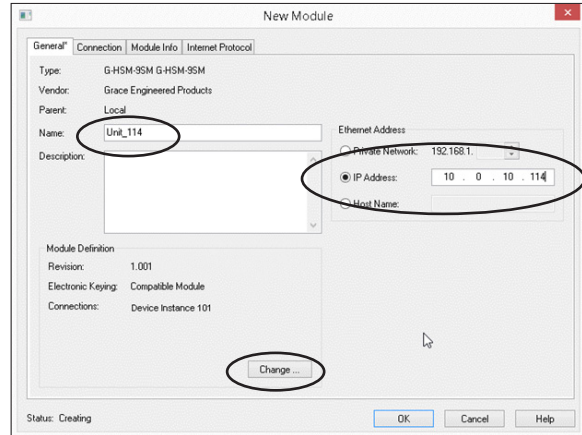 New Module
General* Connection Module Info Internet Protocol
Type: G-HSM-9SM G-HSM-9SM
Vendor: Grace Engineered Products
Parent: Local
Name: Unit_114
Description:
Ethernet Address
Private Network: 192.168.1.
IP Address: 10 . 0 . 10 . 114
Host Name:
Module Definition
Revision: 1.001
Electronic Keying: Compatible Module
Connections: Device Instance 101
Change ...
Status: Creating
OK Cancel Help